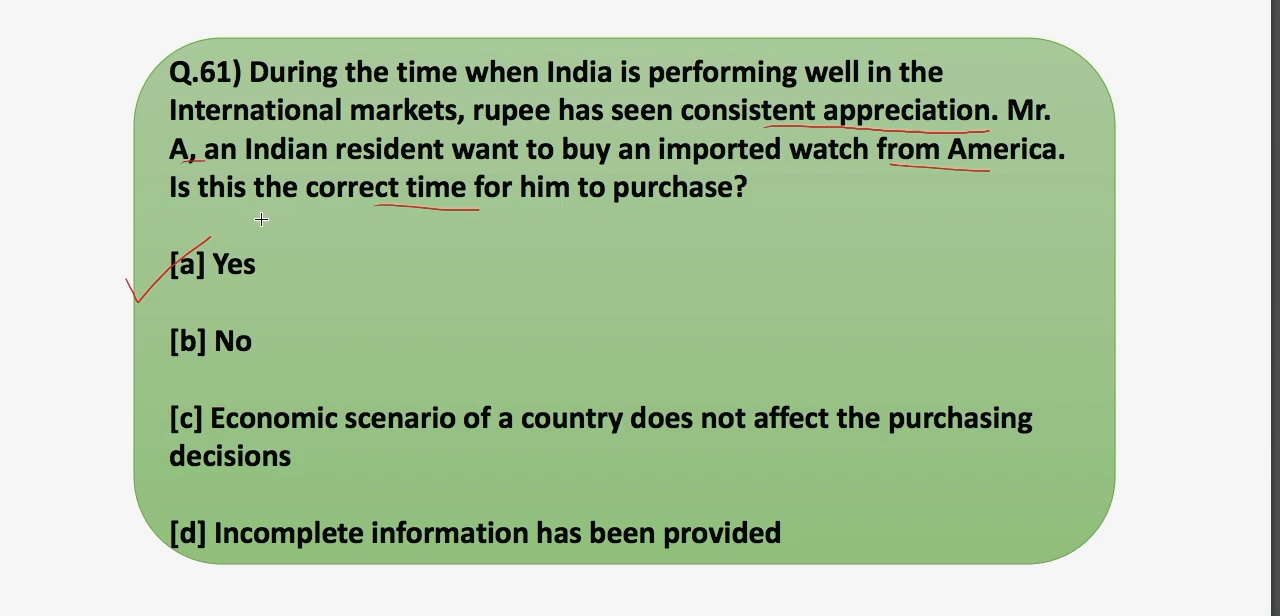 Q.61) During the time when India is performing well in the
International markets, rupee has seen consistent appreciation. Mr.
A, an Indian resident want to buy an imported watch from America.
Is this the correct time for him to purchase?
[a] Yes
[b] No
[c] Economic scenario of a country does not affect the purchasing
decisions
[d] Incomplete information has been provided